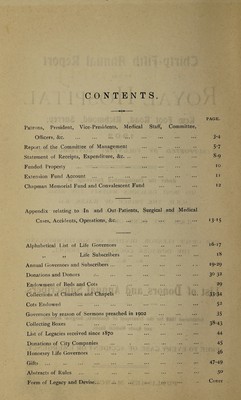 CONTENTS.
PAGE.
Patrons, President, Vice-Presidents, Medical Staff, Committee,
Officers, &c. ... 3-4
Report of the Committee of Management ... 5-7
Statement of Receipts, Expenditure, &c. ... 8-9
Funded Property ... 10
Extension Fund Account ... 11
Chapman Memorial Fund and Convalescent Fund ... 12
Appendix relating to In and Out-Patients, Surgical and Medical
Cases, Accidents, Operations, &c. ... 13-15
Alphabetical List of Life Governors ... 16-17
„ Life Subscribers ... 18
Annual Governors and Subscribers ... 19-29
Donations and Donors ... 30-32
Endowment of Beds and Cots ... 29
Collections at Churches and Chapels ... 33-34
Cots Endowed ... 52
Governors by reason of Sermons preached in 1902 ... 35
Collecting Boxes ... 38-43
List of Legacies received since 1870 ... 44
Donations of City Companies ... 45
Honorary Life Governors ... 46
Gifts ... 47-49
Abstracts of Rules ... 50
Form of Legacy and Devise ... Cover